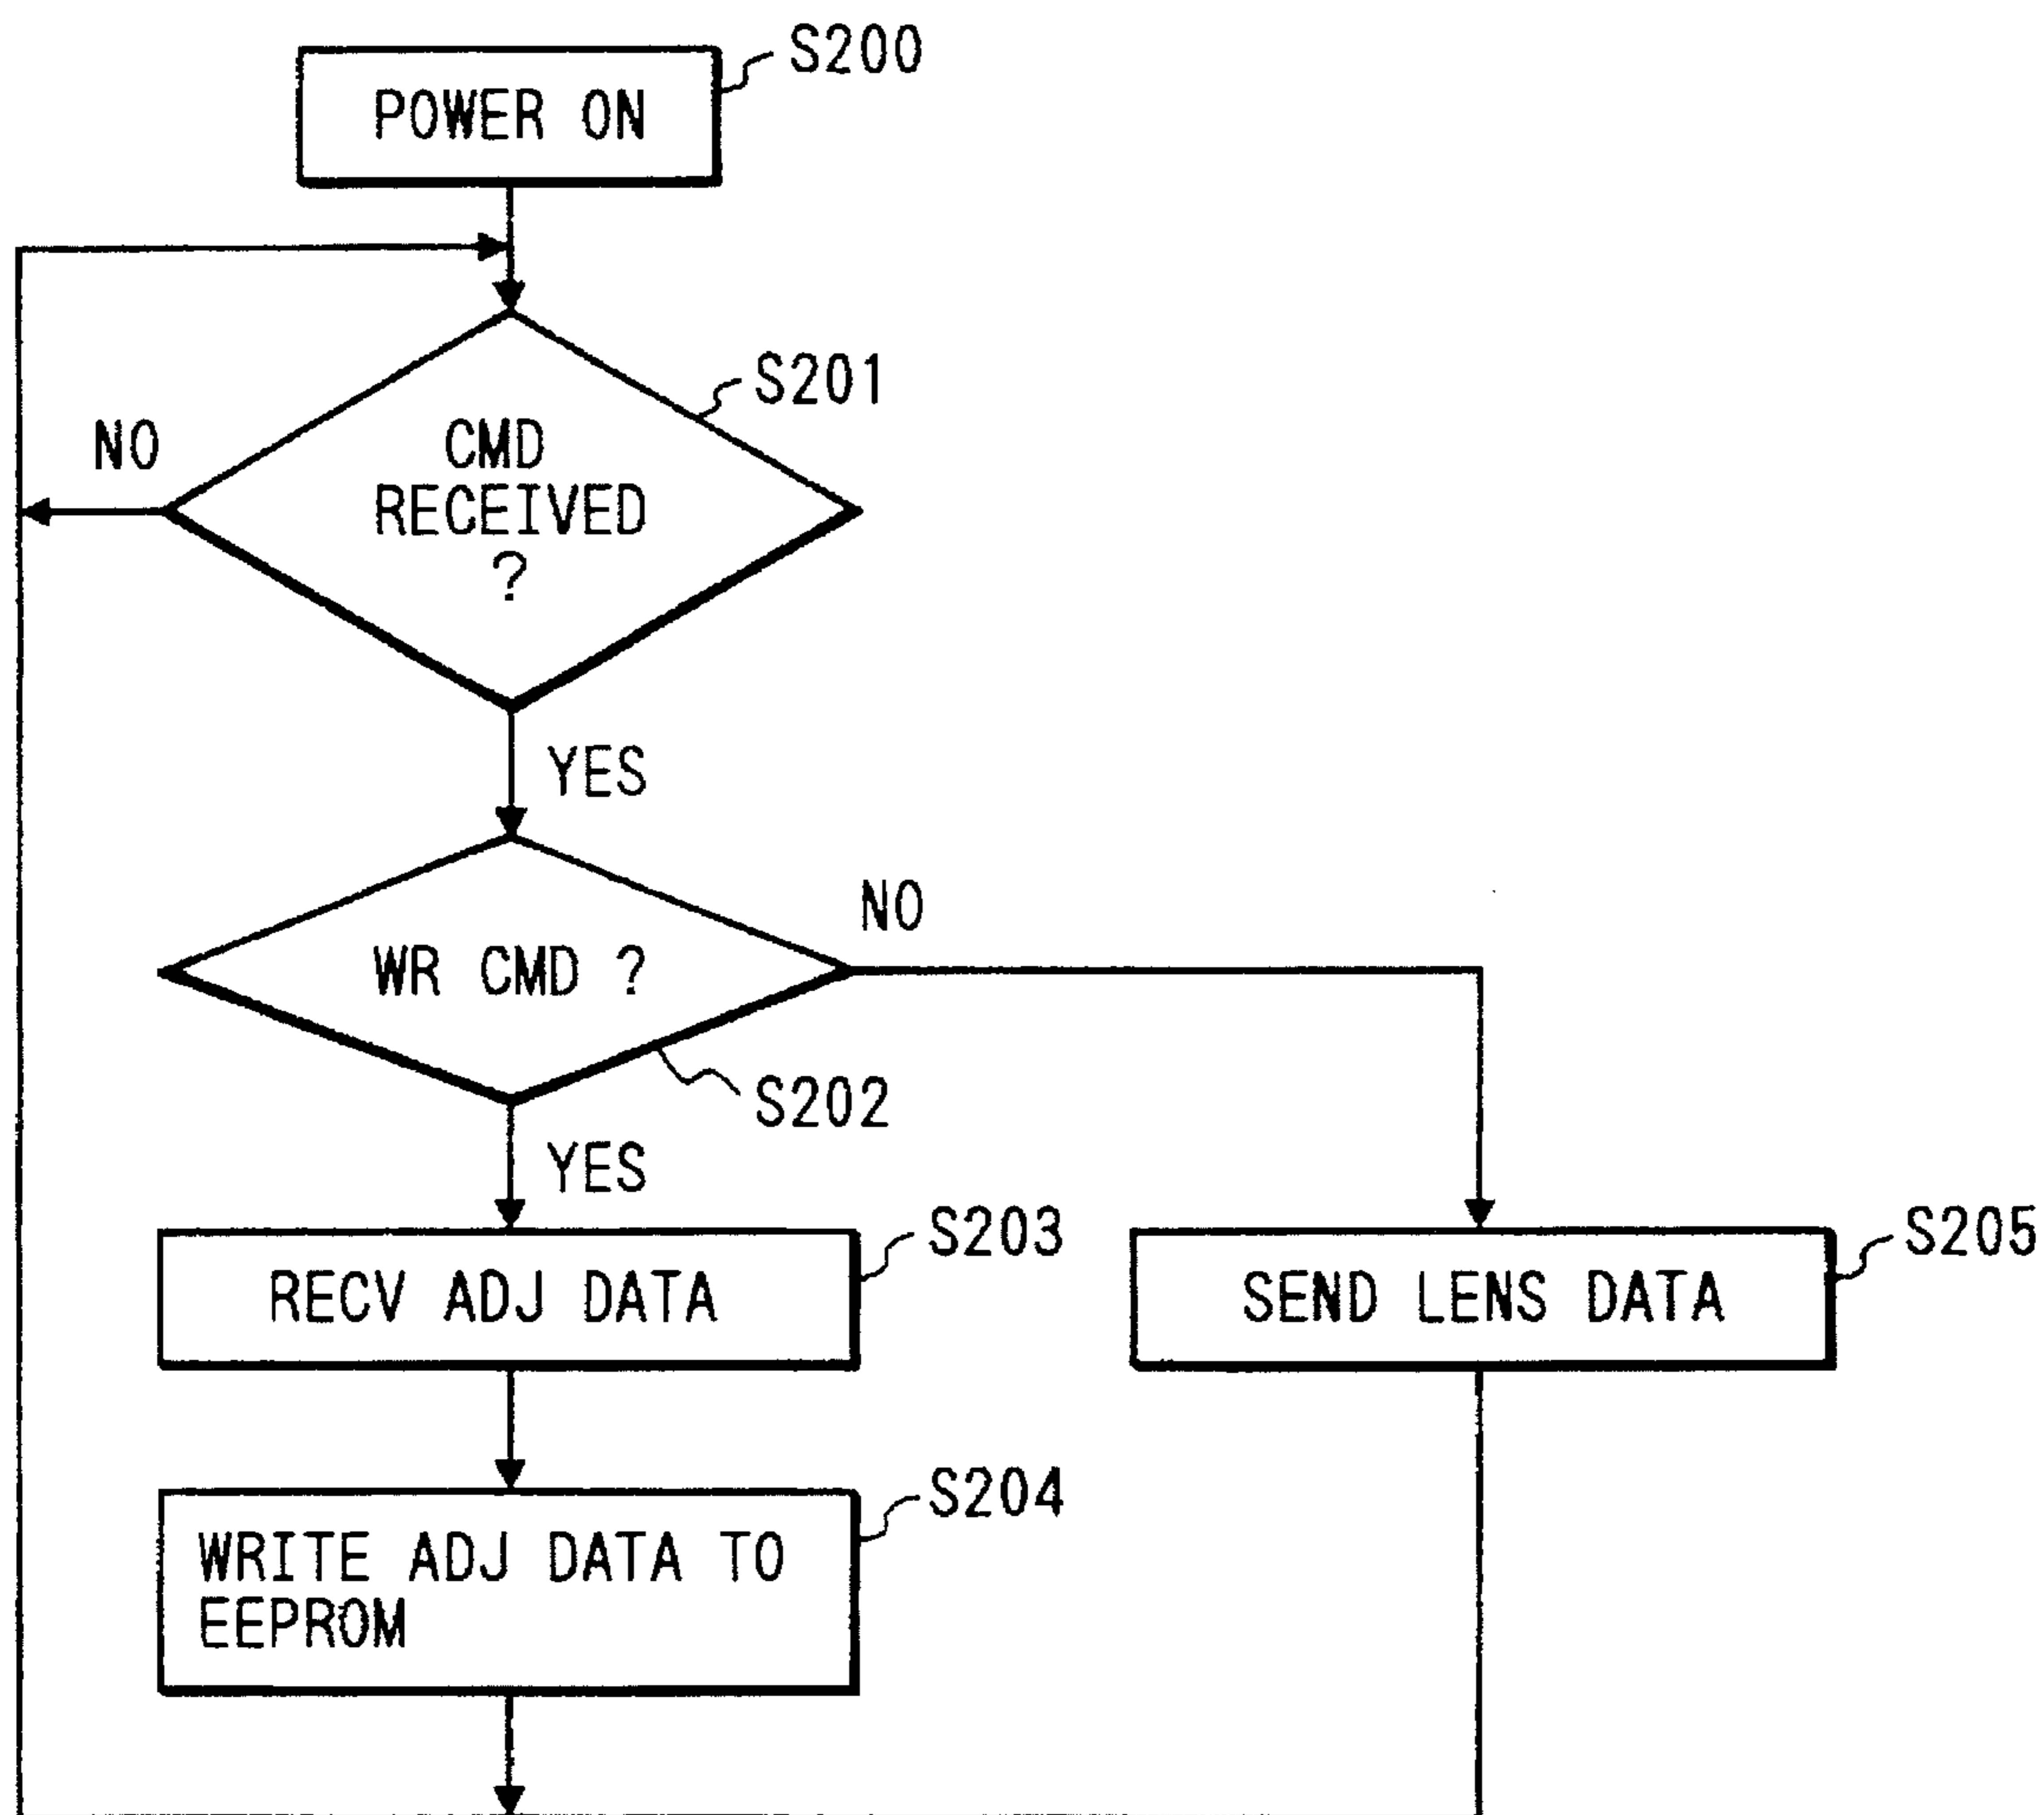 S200
POWER ON
S201
NO
CMD
RECEIVED
?
YES
NO
WR CMD ?
S202
YES
S203
RECV ADJ DATA
S205
SEND LENS DATA
S204
WRITE ADJ DATA TO
EEPROM